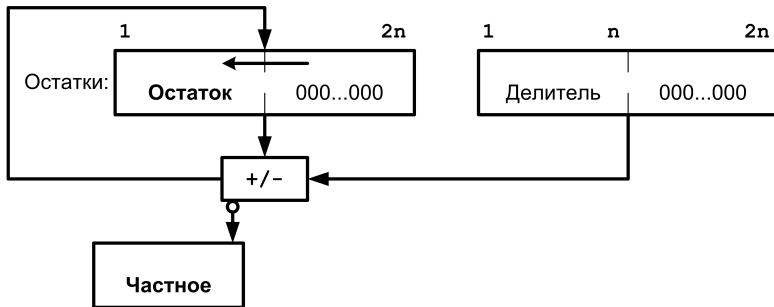 1 2n 1 n 2n
Остатки: Остаток 000...000 Делитель 000...000
+/-
Частное